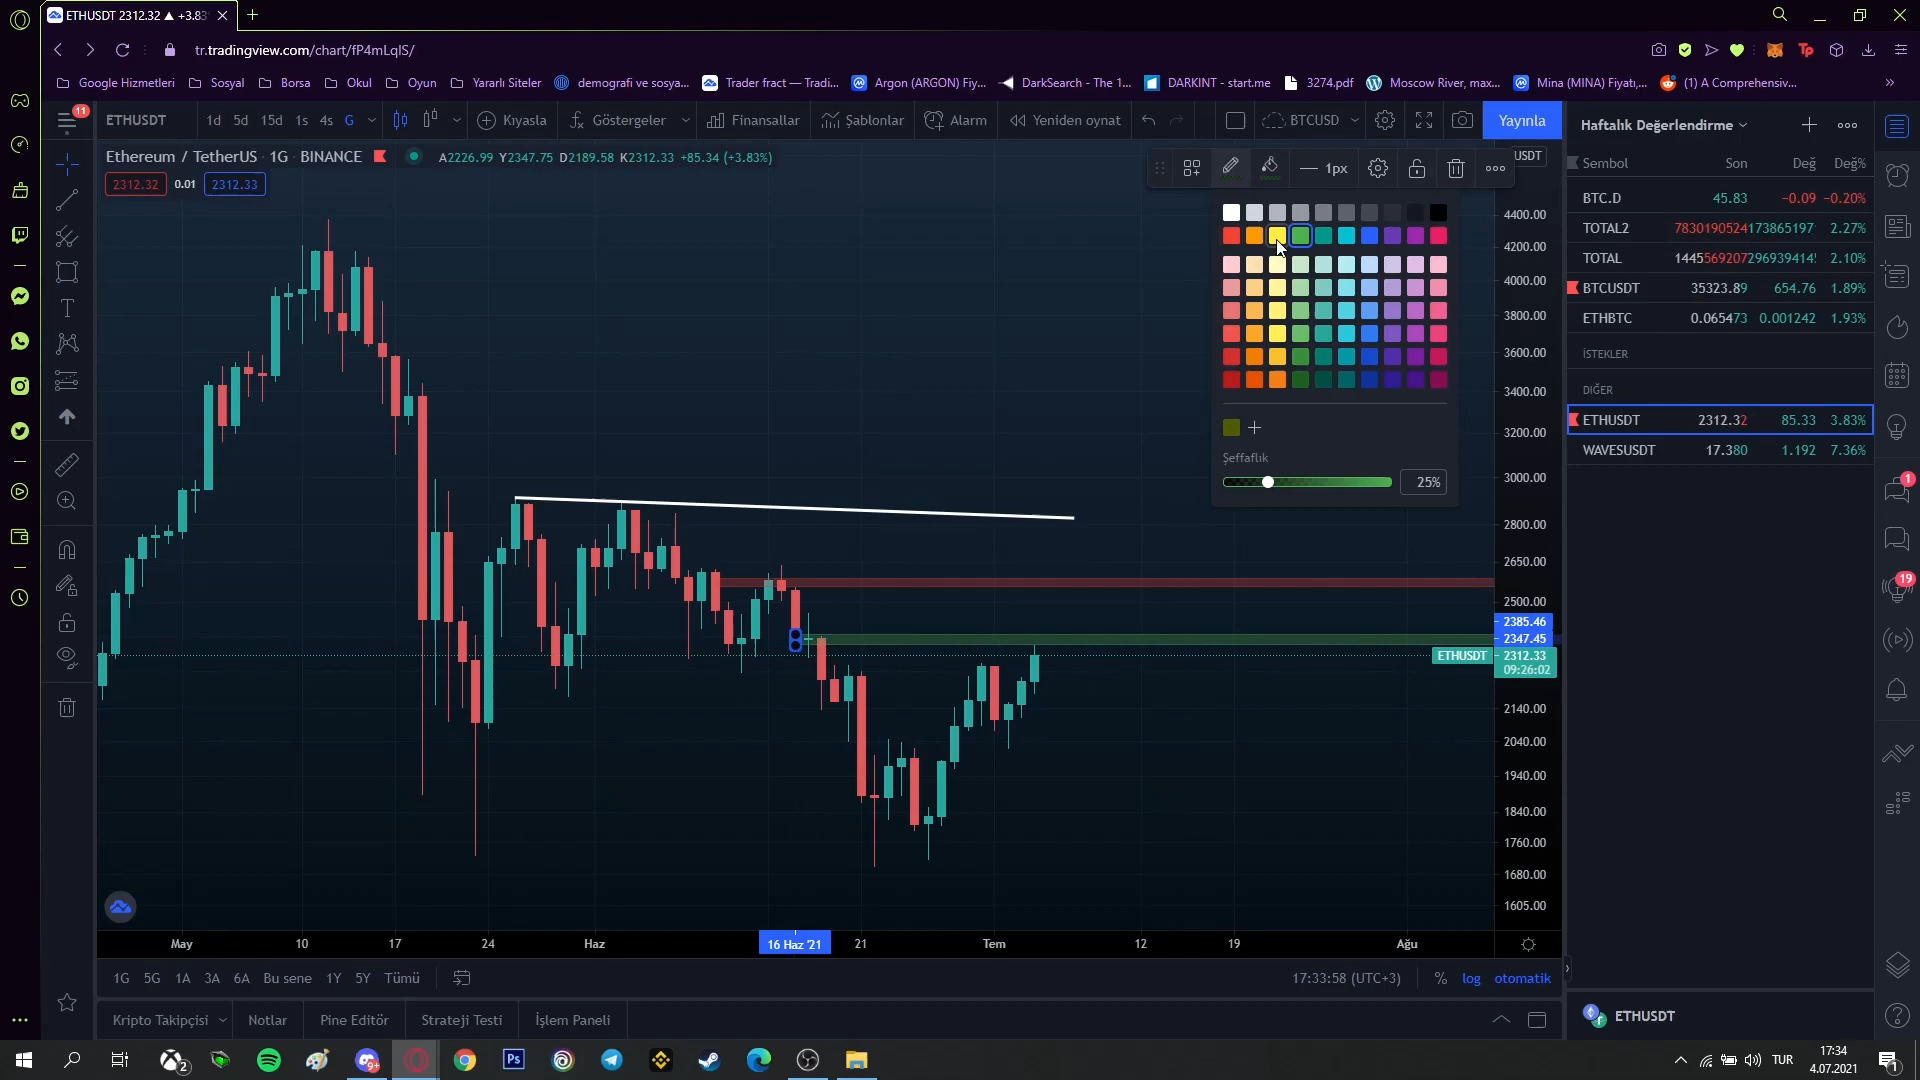 ETHUSDT 2312.32 ▲ +3.83
tr.tradingview.com/chart/fP4mLqIS/
Google Hizmetleri
Sosyal
Borsa
Okul
Oyun
Yararlı Siteler
demografi ve sosya...
Trader fract — Tradi...
Argon (ARGON) Fiy...
DarkSearch - The 1...
DARKINT - start.me
3274.pdf
Moscow River, max...
Mina (MINA) Fiyatı,...
(1) A Comprehensiv...
11
ETHUSDT
1d 5d 15d 1s 4s G
Kıyasla
Göstergeler
Finansallar
Şablonlar
Alarm
Yeniden oynat
BTCUSD
Yayınla
Ethereum / TetherUS · 1G · BINANCE
A2226.99 Y2347.75 D2189.58 K2312.33 +85.34 (+3.83%)
2312.32 0.01 2312.33
1px
USDT
Şeffaflık
25%
4400.00
4200.00
4000.00
3800.00
3600.00
3400.00
3200.00
3000.00
2800.00
2650.00
2500.00
2385.46
2347.45
ETHUSDT 2312.33
09:26:02
2140.00
2040.00
1940.00
1840.00
1760.00
1680.00
1605.00
May 10 17 24 Haz 16 Haz '21 21 Tem 12 19 Ağu
1G 5G 1A 3A 6A Bu sene 1Y 5Y Tümü
17:33:58 (UTC+3) % log otomatik
Kripto Takipçisi
Notlar
Pine Editör
Strateji Testi
İşlem Paneli
Haftalık Değerlendirme
Sembol Son Değ Değ%
BTC.D 45.83 −0.09 −0.20%
TOTAL2 7830190524173865197 2.27%
TOTAL 1445569207296939414 2.10%
BTCUSDT 35323.89 654.76 1.89%
ETHBTC 0.065473 0.001242 1.93%
İSTEKLER
DIĞER
ETHUSDT 2312.32 85.33 3.83%
WAVESUSDT 17.380 1.192 7.36%
1
19
ETHUSDT
2
9+
Ps
TUR
17:34
4.07.2021
1